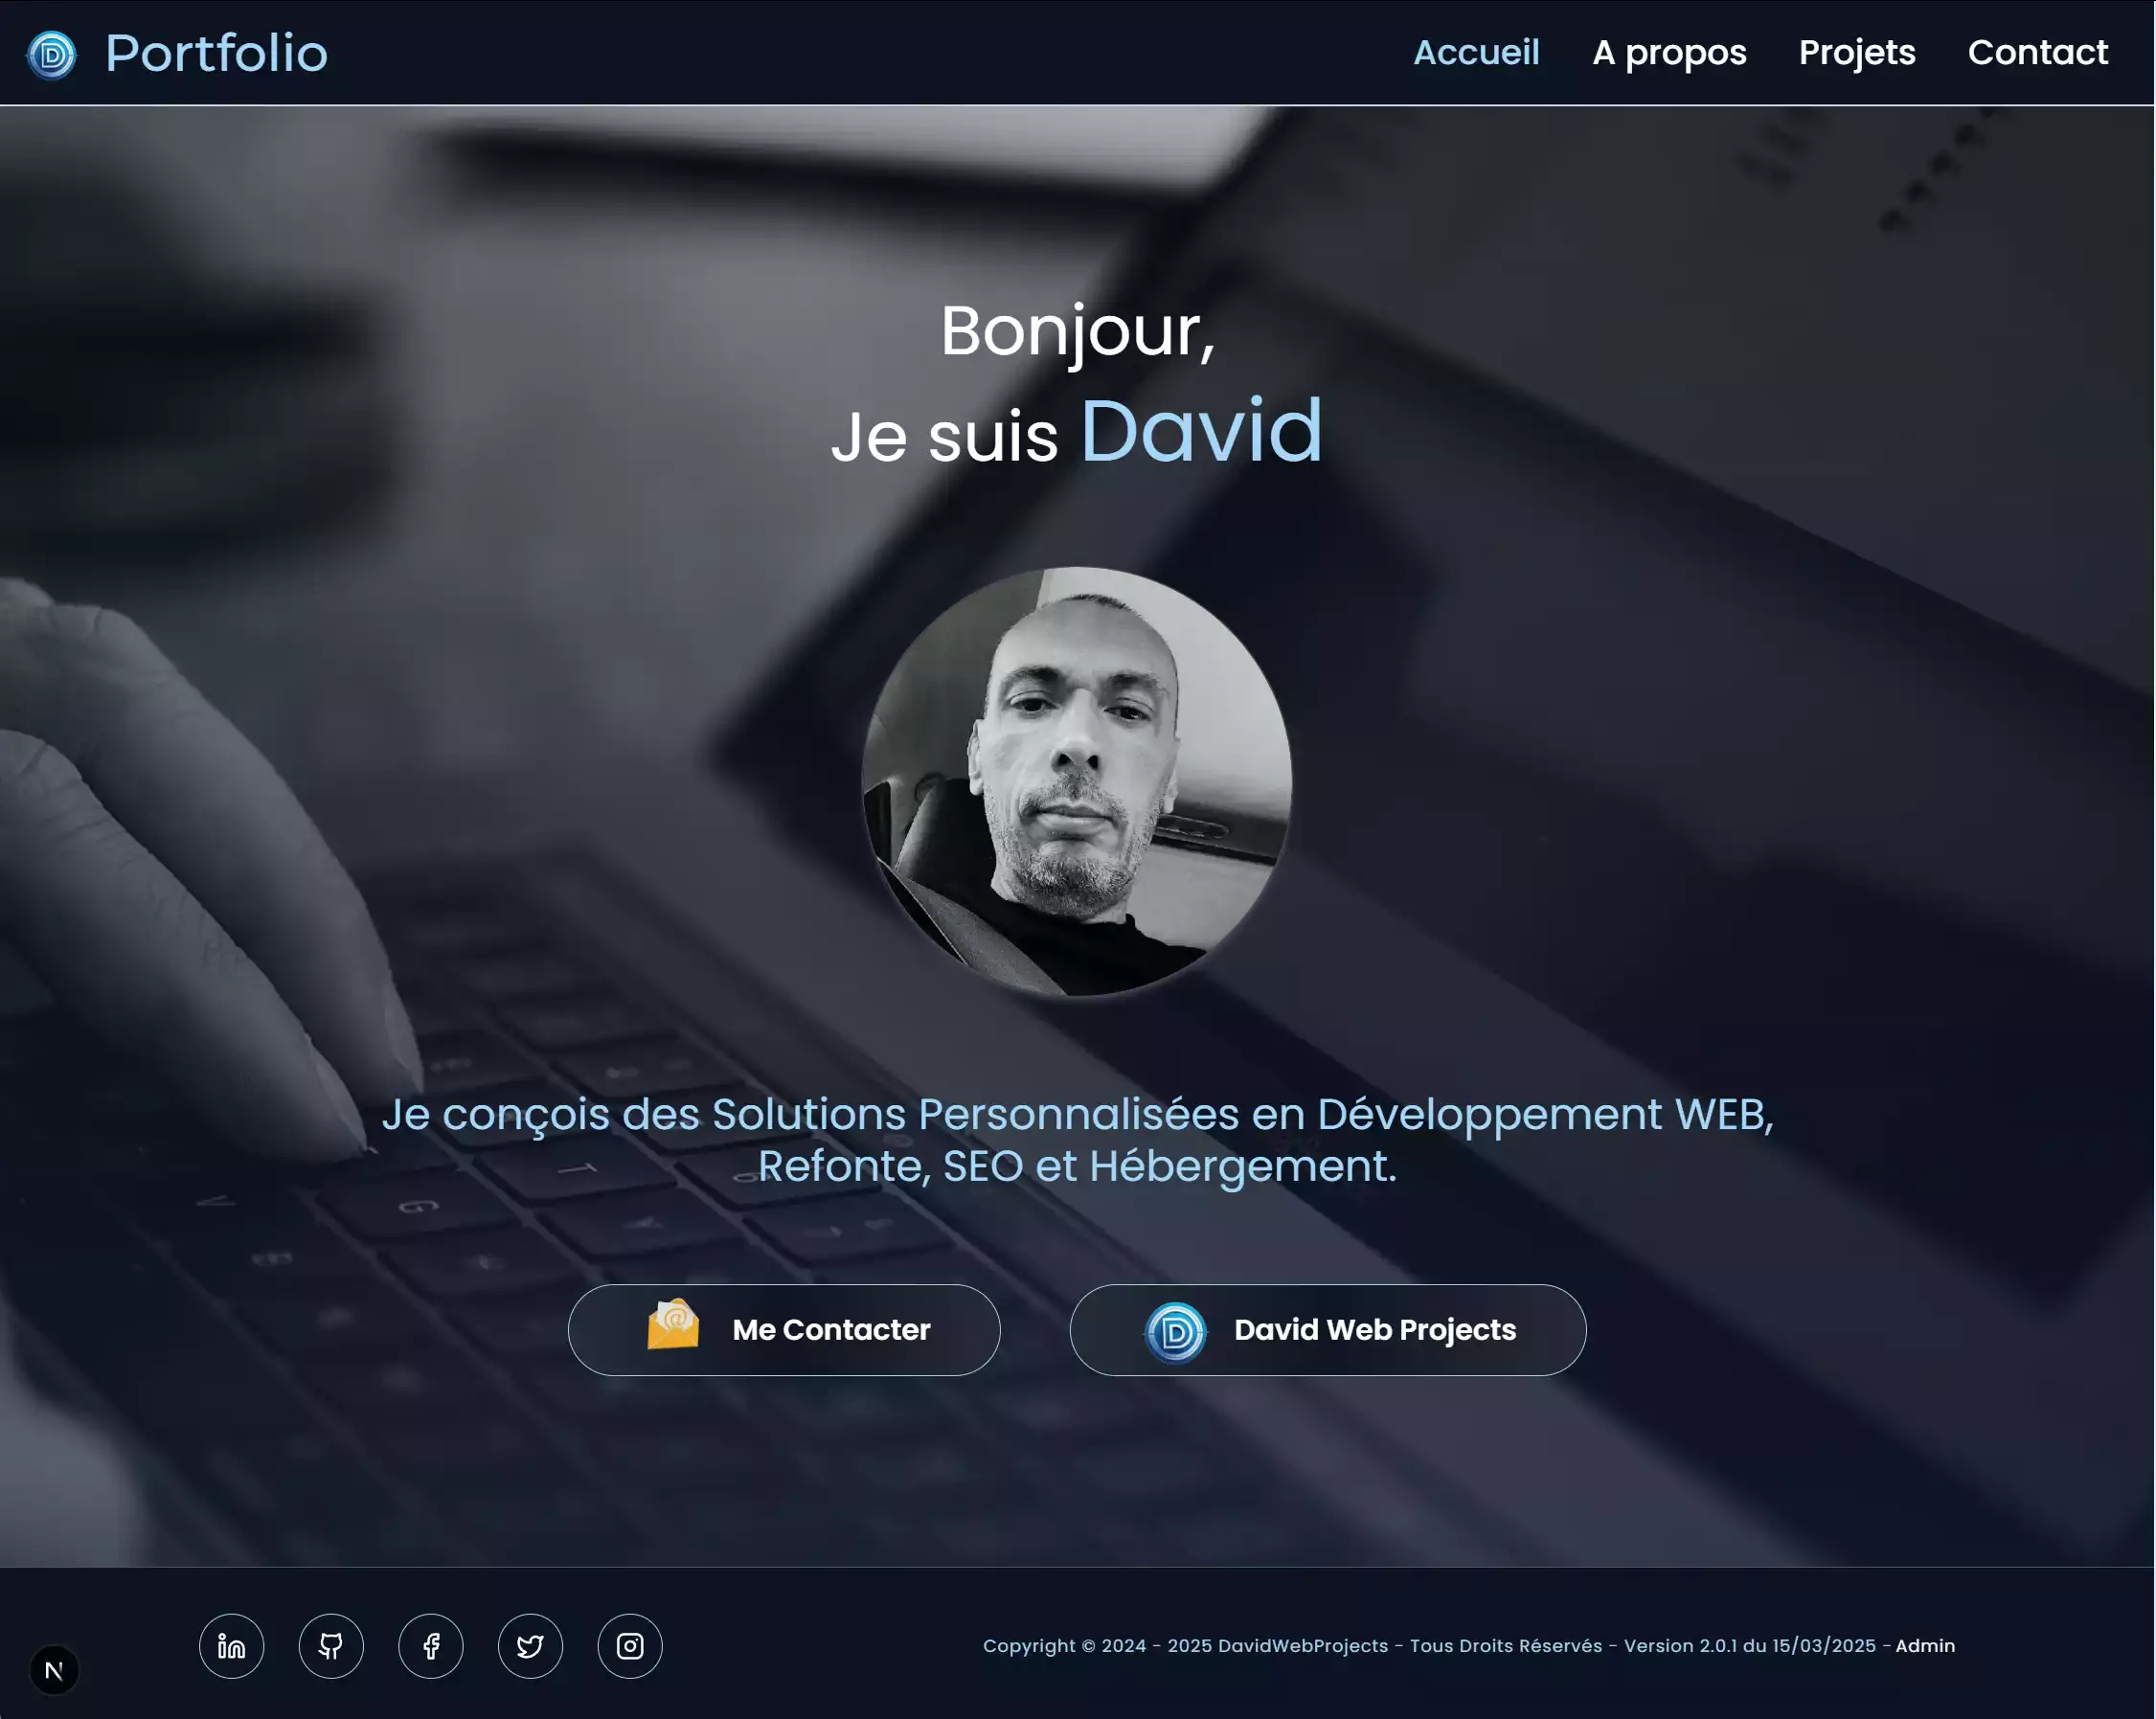 Portfolio
Accueil A propos Projets Contact
Bonjour,
Je suis David
Je conçois des Solutions Personnalisées en Développement WEB,
Refonte, SEO et Hébergement.
Me Contacter
David Web Projects
Copyright © 2024 - 2025 DavidWebProjects - Tous Droits Réservés - Version 2.0.1 du 15/03/2025 - Admin
N